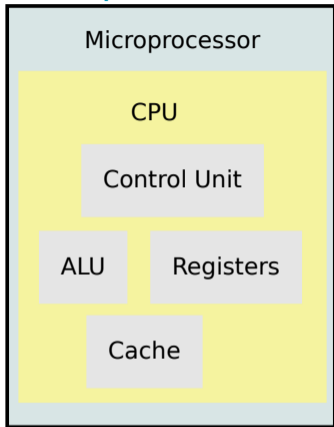 Microprocessor
CPU
Control Unit
ALU
Registers
Cache